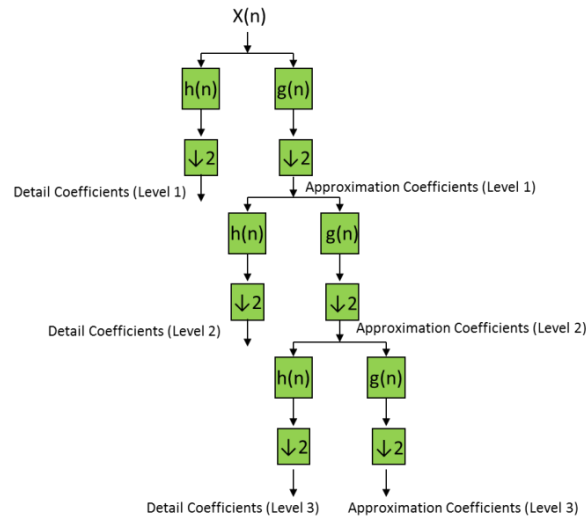 X(n)
h(n) g(n)
↓2 ↓2
Detail Coefficients (Level 1) Approximation Coefficients (Level 1)
h(n) g(n)
↓2 ↓2
Detail Coefficients (Level 2) Approximation Coefficients (Level 2)
h(n) g(n)
↓2 ↓2
Detail Coefficients (Level 3) Approximation Coefficients (Level 3)